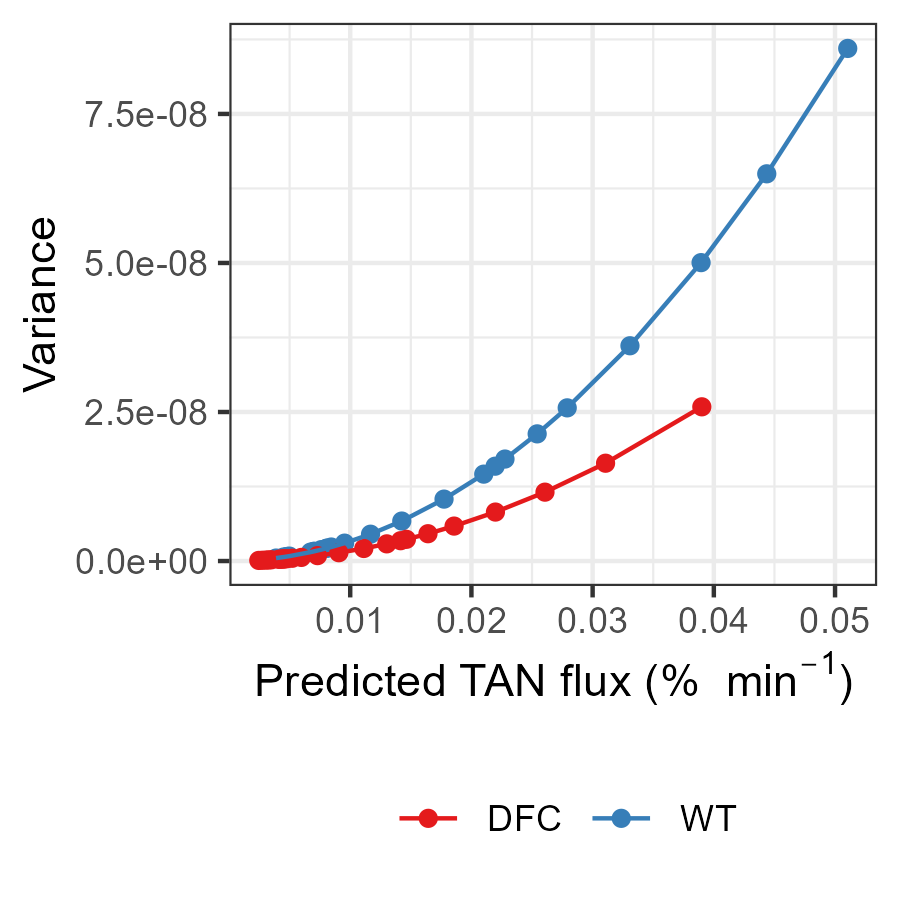 Variance
7.5e-08
5.0e-08
2.5e-08
0.0e+00
0.01 0.02 0.03 0.04 0.05
Predicted TAN flux (% min⁻¹)
DFC WT